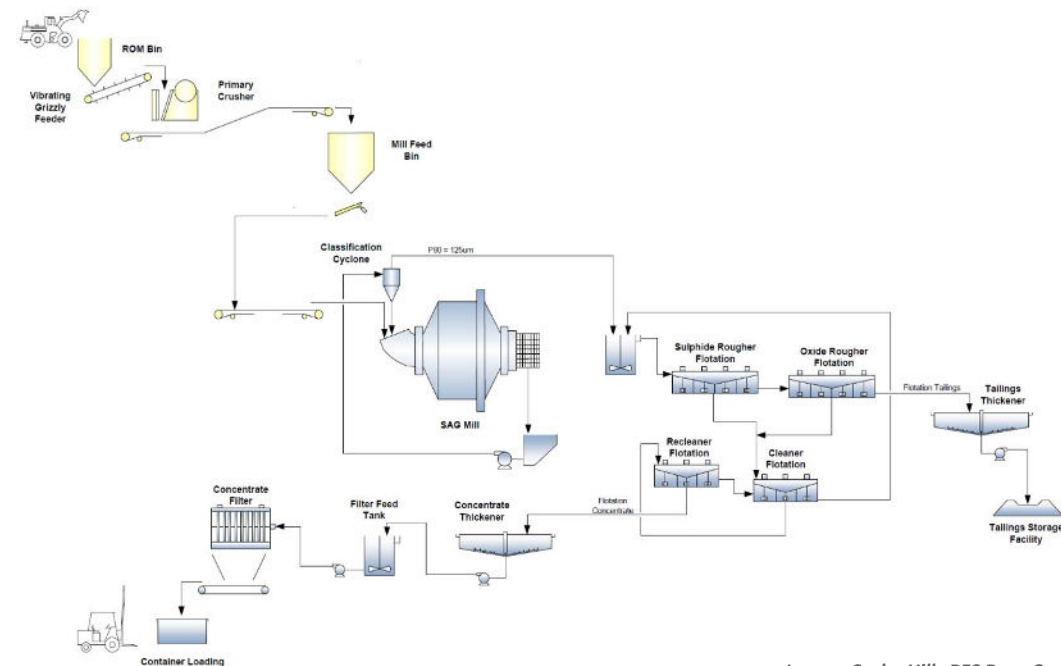 ROM Bin
Vibrating
Grizzly
Feeder
Primary
Crusher
Mill Feed
Bin
Classification
Cyclone
P80 = 125um
SAG Mill
Sulphide Rougher
Flotation
Oxide Rougher
Flotation
Flotation Tailings
Tailings
Thickener
Recleaner
Flotation
Cleaner
Flotation
Tailings Storage
Facility
Flotation
Concentrate
Concentrate
Thickener
Filter Feed
Tank
Concentrate
Filter
Container Loading